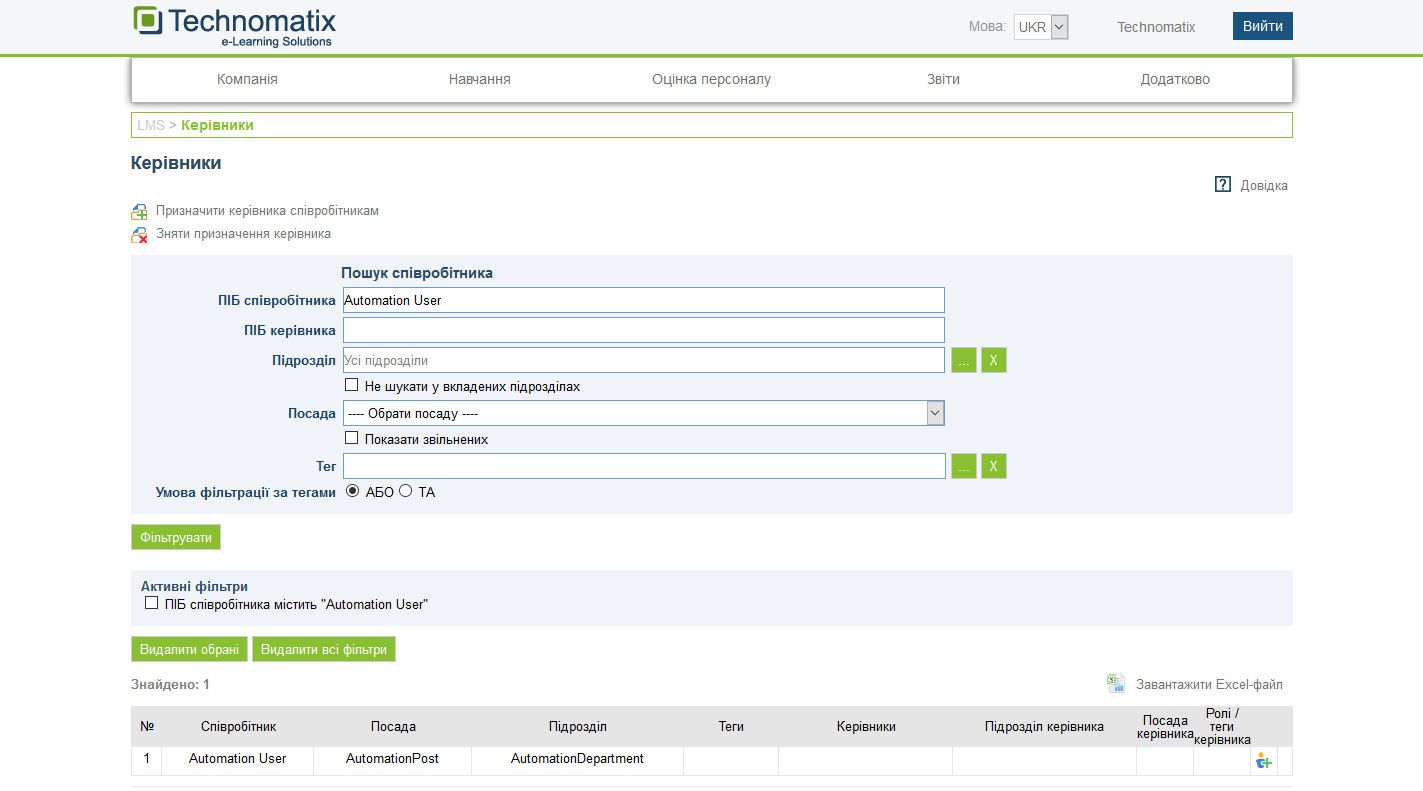 Technomatix
e-Learning Solutions
Мова: UKR Technomatix Вийти
Компанія Навчання Оцінка персоналу Звіти Додатково
LMS > Керівники
Керівники
? Довідка
Призначити керівника співробітникам
Зняти призначення керівника
Пошук співробітника
ПІБ співробітника Automation User
ПІБ керівника
Підрозділ Усі підрозділи ... X
Не шукати у вкладених підрозділах
Посада ---- Обрати посаду ----
Показати звільнених
Тег ... X
Умова фільтрації за тегами АБО ТА
Фільтрувати
Активні фільтри
ПІБ співробітника містить "Automation User"
Видалити обрані Видалити всі фільтри
Знайдено: 1 Завантажити Excel-файл
№ Співробітник Посада Підрозділ Теги Керівники Підрозділ керівника Посада керівника Ролі / теги керівника
1 Automation User AutomationPost AutomationDepartment